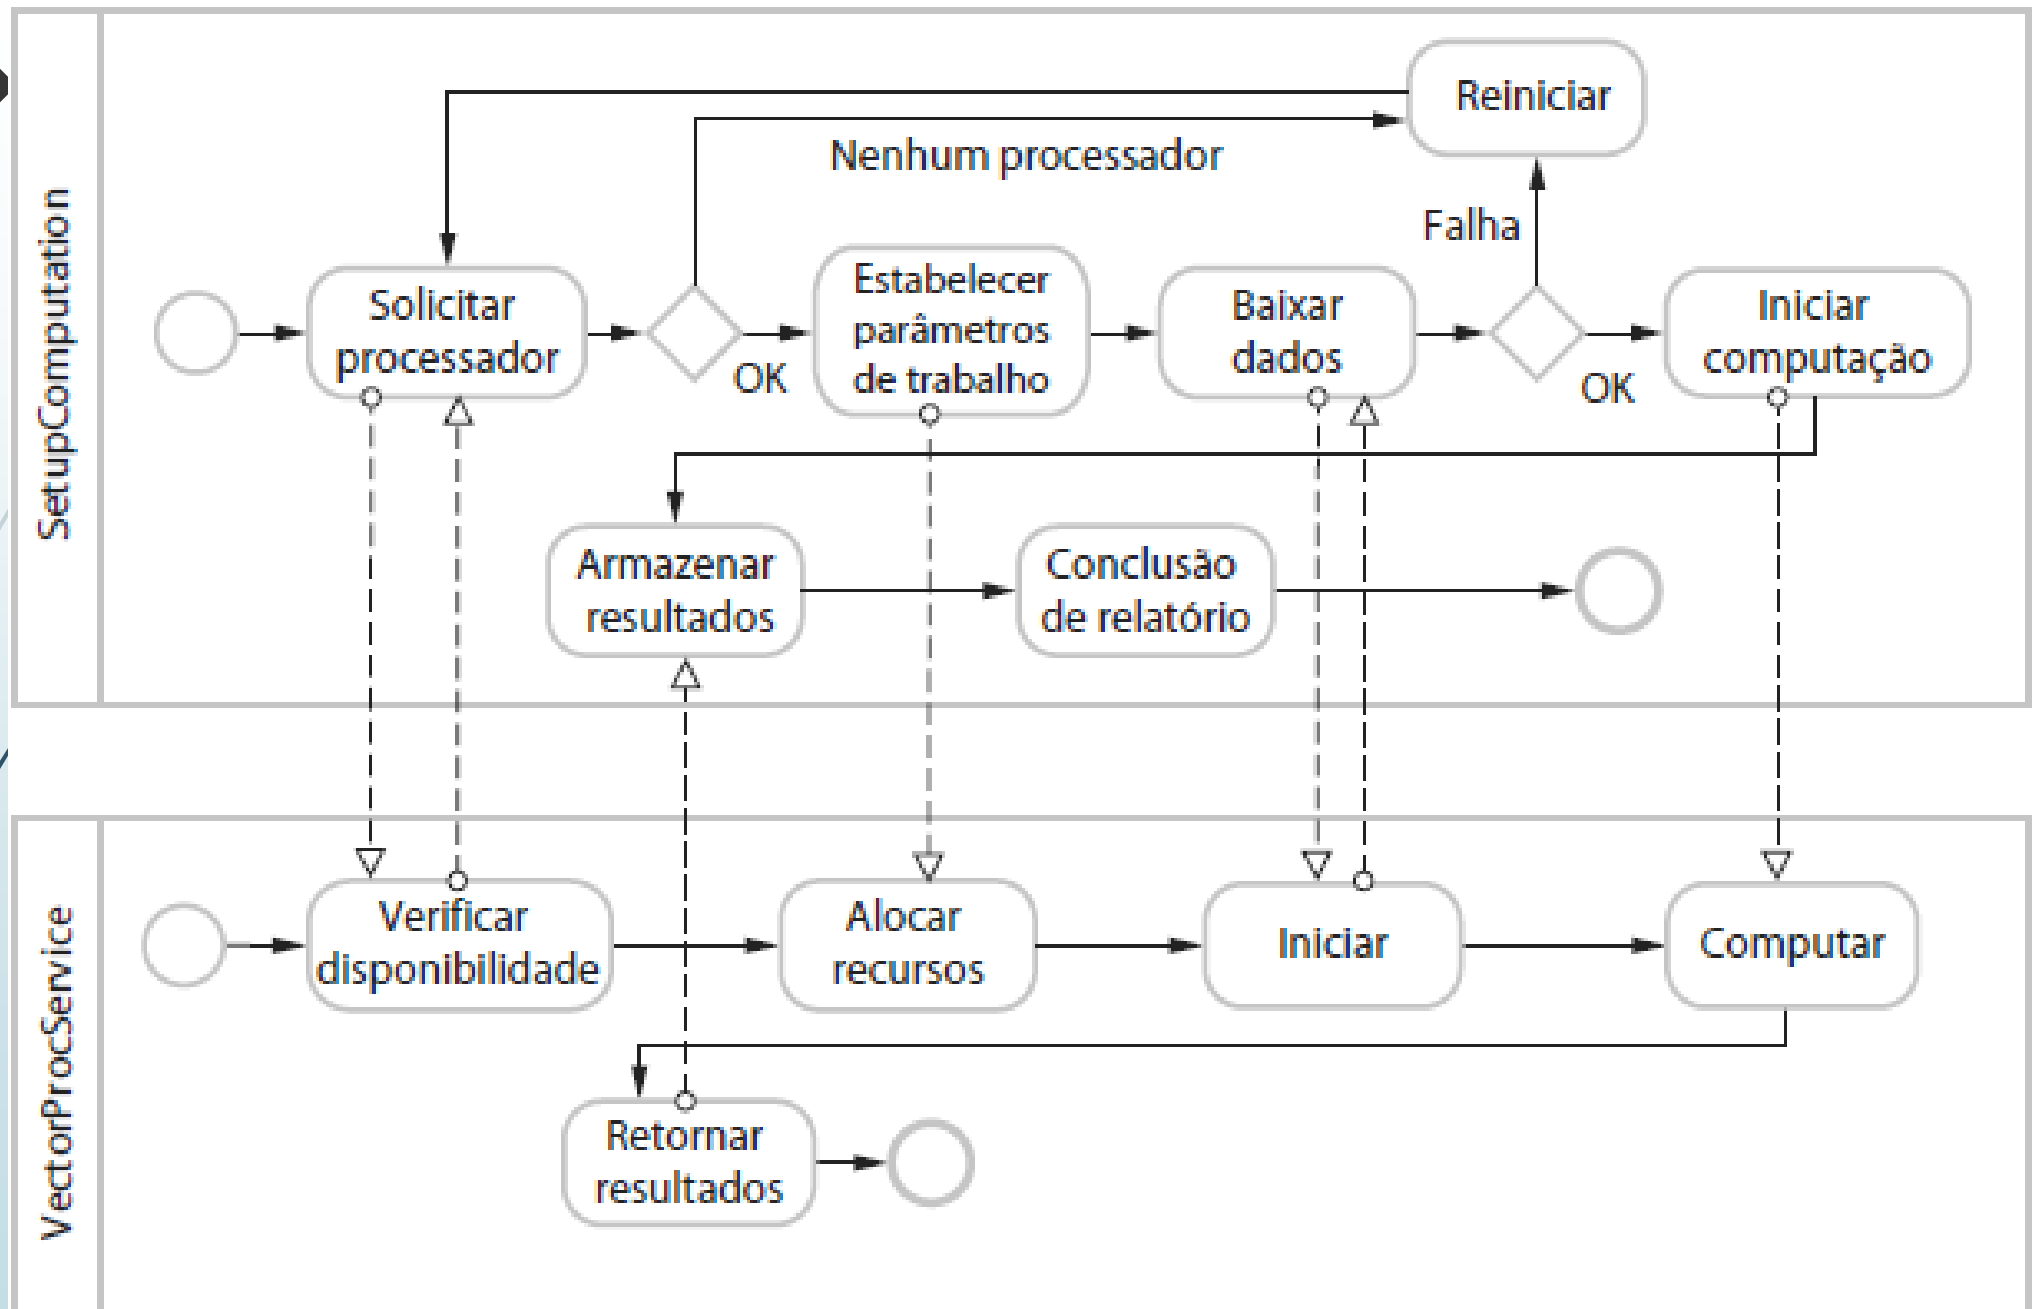 SetupComputation
Reiniciar
Nenhum processador
Falha
Solicitar
processador
OK
Estabelecer
parâmetros
de trabalho
Baixar
dados
OK
Iniciar
computação
Armazenar
resultados
Conclusão
de relatório
VectorProcService
Verificar
disponibilidade
Alocar
recursos
Iniciar
Computar
Retornar
resultados